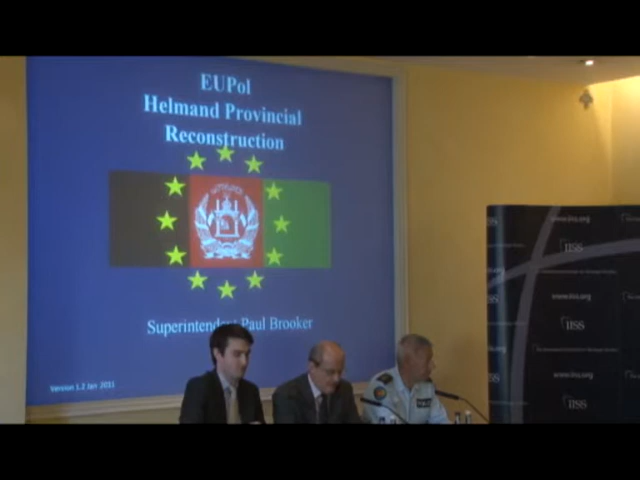 EUPol
Helmand Provincial
Reconstruction
Superintendent Paul Brooker
Version 1.2 Jan 2011
www.iiss.org
IISS
www.iiss.org
IISS
www.iiss.org
IISS